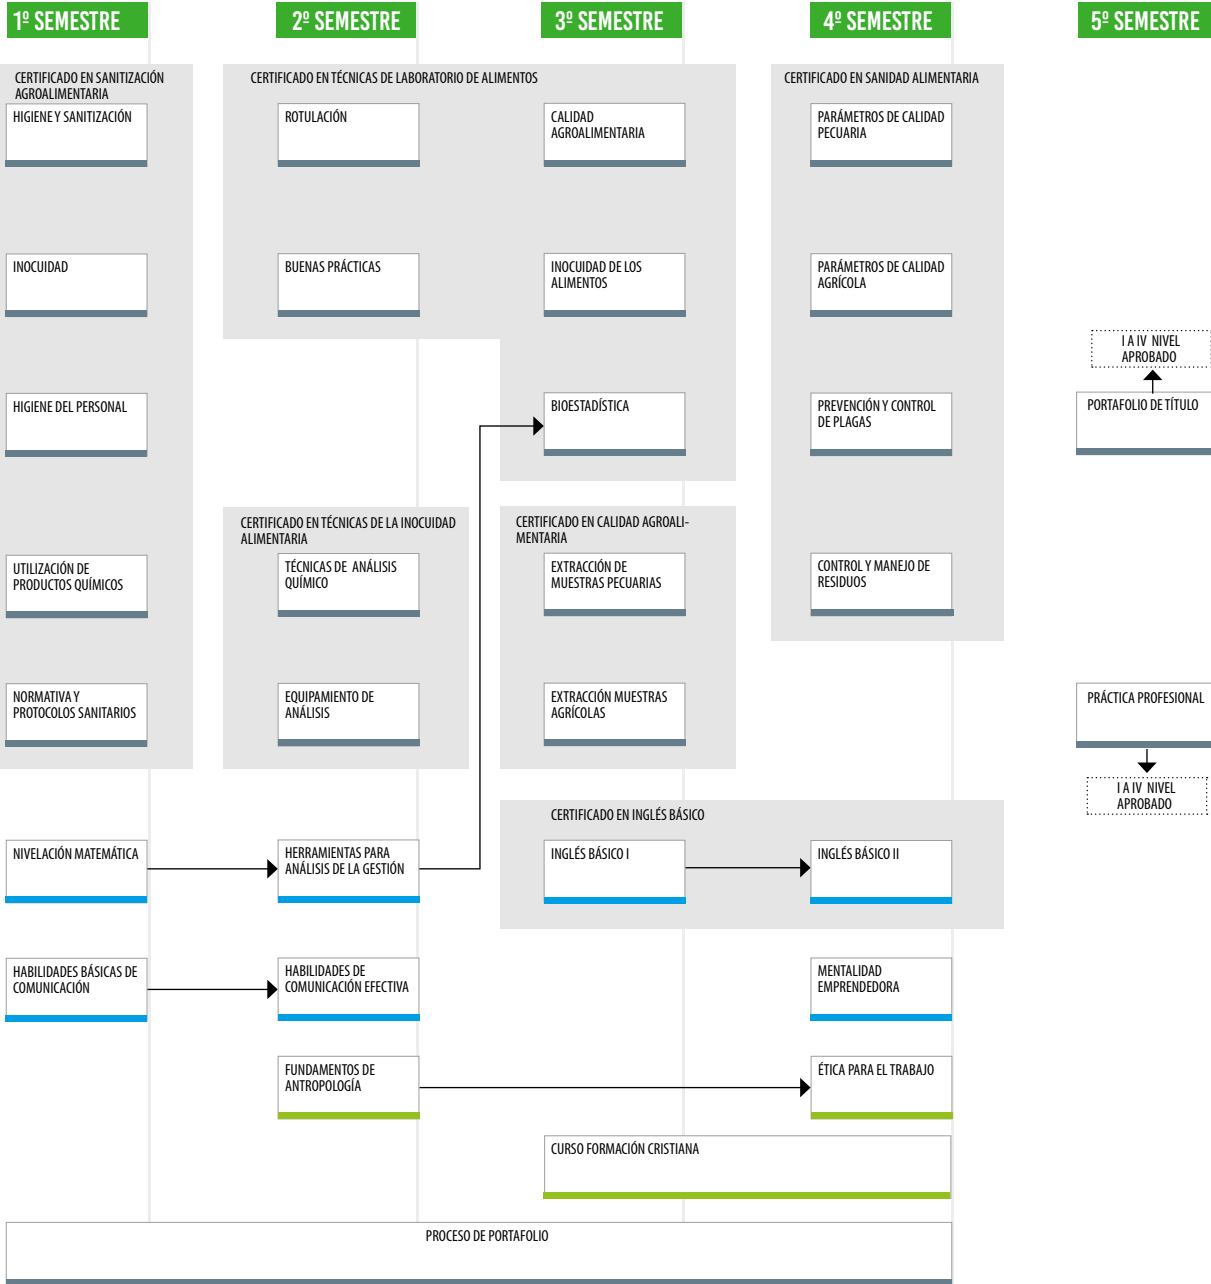 1º SEMESTRE
2º SEMESTRE
3º SEMESTRE
4º SEMESTRE
5º SEMESTRE
CERTIFICADO EN SANITIZACIÓN
AGROALIMENTARIA
CERTIFICADO EN TÉCNICAS DE LABORATORIO DE ALIMENTOS
CERTIFICADO EN SANIDAD ALIMENTARIA
HIGIENE Y SANITIZACIÓN
ROTULACIÓN
CALIDAD
AGROALIMENTARIA
PARÁMETROS DE CALIDAD
PECUARIA
INOCUIDAD
BUENAS PRÁCTICAS
INOCUIDAD DE LOS
ALIMENTOS
PARÁMETROS DE CALIDAD
AGRÍCOLA
I A IV NIVEL
APROBADO
HIGIENE DEL PERSONAL
BIOESTADÍSTICA
PREVENCIÓN Y CONTROL
DE PLAGAS
PORTAFOLIO DE TÍTULO
CERTIFICADO EN TÉCNICAS DE LA INOCUIDAD
ALIMENTARIA
CERTIFICADO EN CALIDAD AGROALI-
MENTARIA
UTILIZACIÓN DE
PRODUCTOS QUÍMICOS
TÉCNICAS DE ANÁLISIS
QUÍMICO
EXTRACCIÓN DE
MUESTRAS PECUARIAS
CONTROL Y MANEJO DE
RESIDUOS
NORMATIVA Y
PROTOCOLOS SANITARIOS
EQUIPAMIENTO DE
ANÁLISIS
EXTRACCIÓN MUESTRAS
AGRÍCOLAS
PRÁCTICA PROFESIONAL
I A IV NIVEL
APROBADO
CERTIFICADO EN INGLÉS BÁSICO
NIVELACIÓN MATEMÁTICA
HERRAMIENTAS PARA
ANÁLISIS DE LA GESTIÓN
INGLÉS BÁSICO I
INGLÉS BÁSICO II
HABILIDADES BÁSICAS DE
COMUNICACIÓN
HABILIDADES DE
COMUNICACIÓN EFECTIVA
MENTALIDAD
EMPRENDEDORA
FUNDAMENTOS DE
ANTROPOLOGÍA
ÉTICA PARA EL TRABAJO
CURSO FORMACIÓN CRISTIANA
PROCESO DE PORTAFOLIO